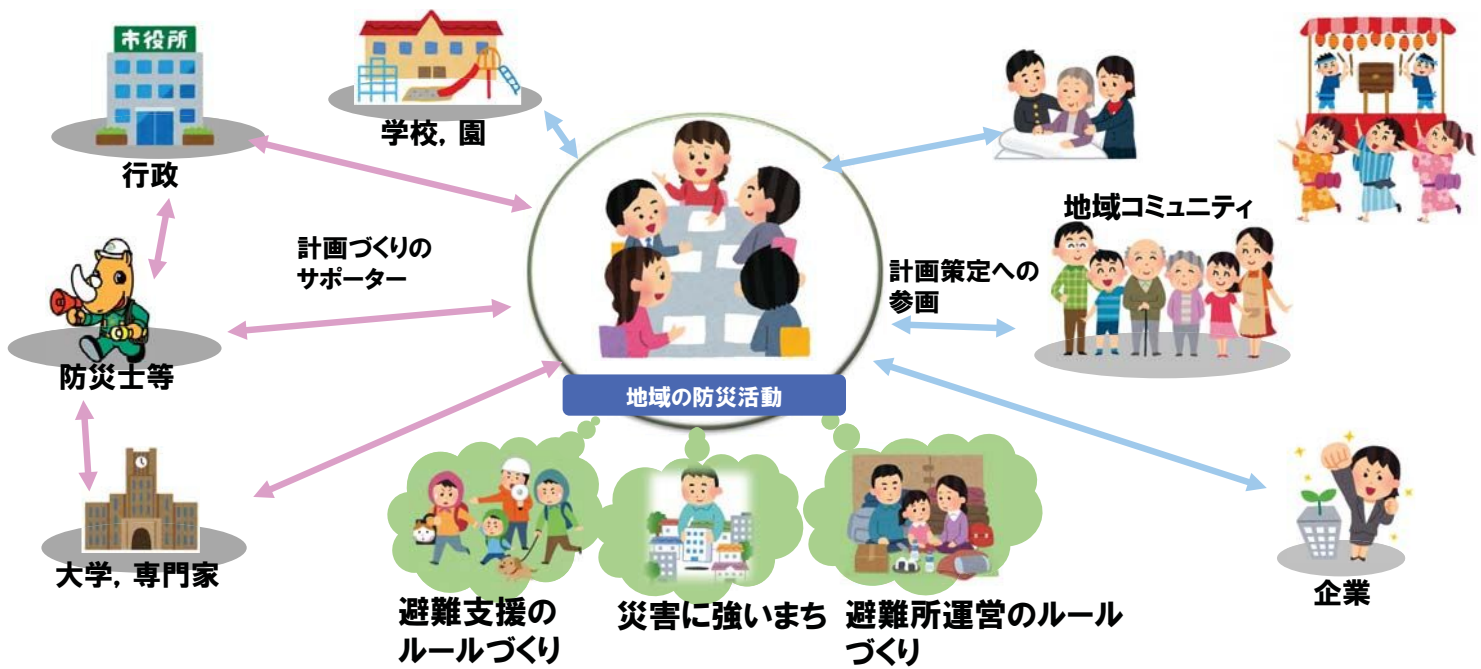 市役所
行政
学校, 園
地域コミュニティ
計画づくりの
サポーター
計画策定への
参画
防災士等
地域の防災活動
大学, 専門家
避難支援の
ルールづくり
災害に強いまち
避難所運営のルール
づくり
企業